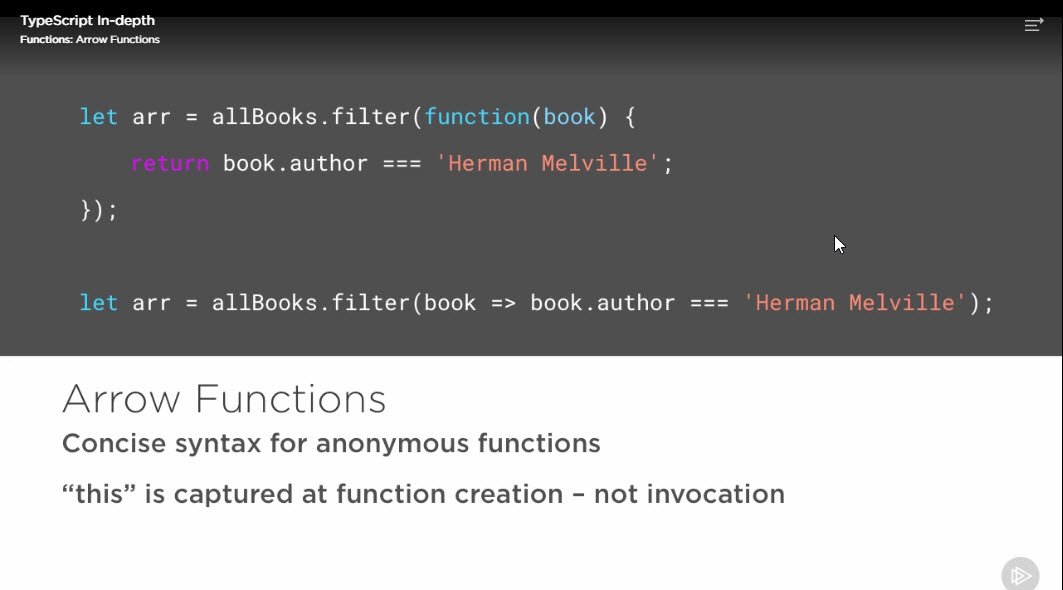 TypeScript In-depth
Functions: Arrow Functions
let arr = allBooks.filter(function(book) {
return book.author === 'Herman Melville';
});
let arr = allBooks.filter(book => book.author === 'Herman Melville');
Arrow Functions
Concise syntax for anonymous functions
“this” is captured at function creation – not invocation